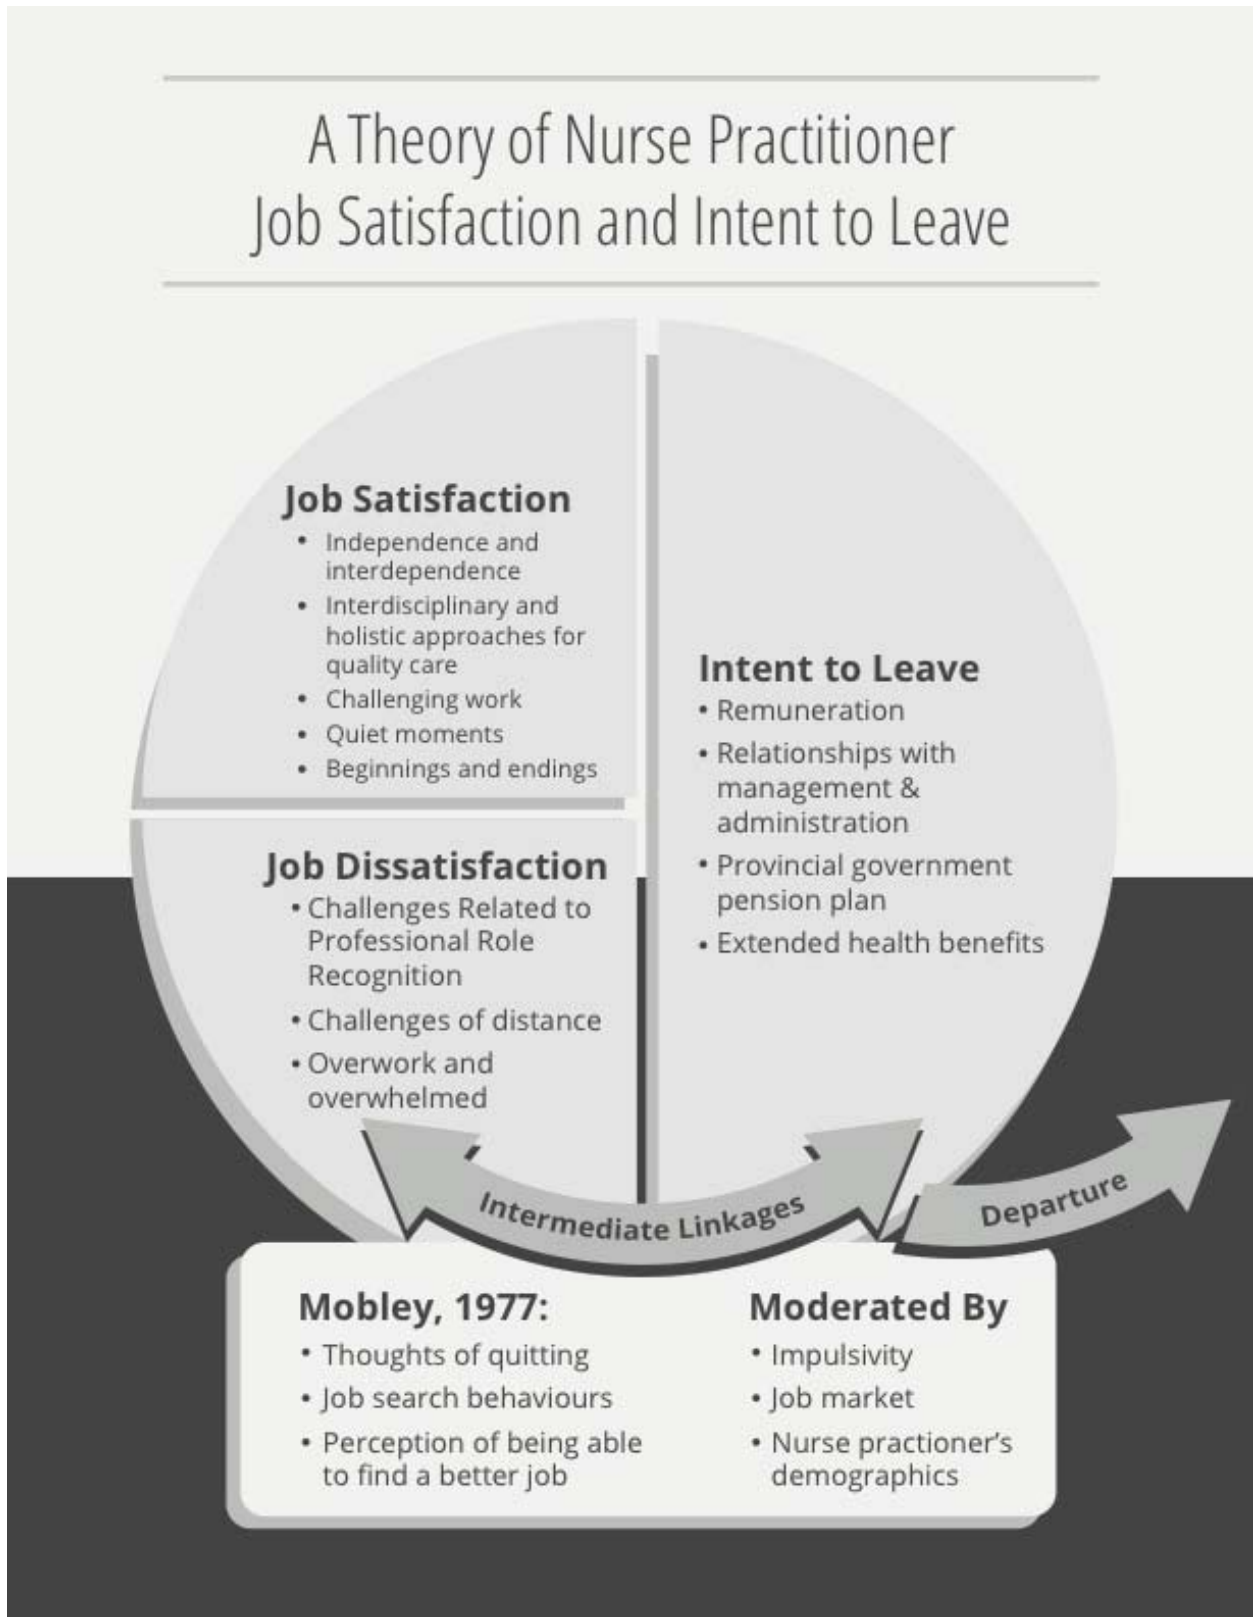 A Theory of Nurse Practitioner
Job Satisfaction and Intent to Leave
Job Satisfaction
• Independence and
interdependence
• Interdisciplinary and
holistic approaches for
quality care
• Challenging work
• Quiet moments
• Beginnings and endings
Job Dissatisfaction
• Challenges Related to
Professional Role
Recognition
• Challenges of distance
• Overwork and
overwhelmed
Intent to Leave
• Remuneration
• Relationships with
management &
administration
• Provincial government
pension plan
• Extended health benefits
Intermediate Linkages
Departure
Mobley, 1977:
• Thoughts of quitting
• Job search behaviours
• Perception of being able
to find a better job
Moderated By
• Impulsivity
• Job market
• Nurse practioner's
demographics